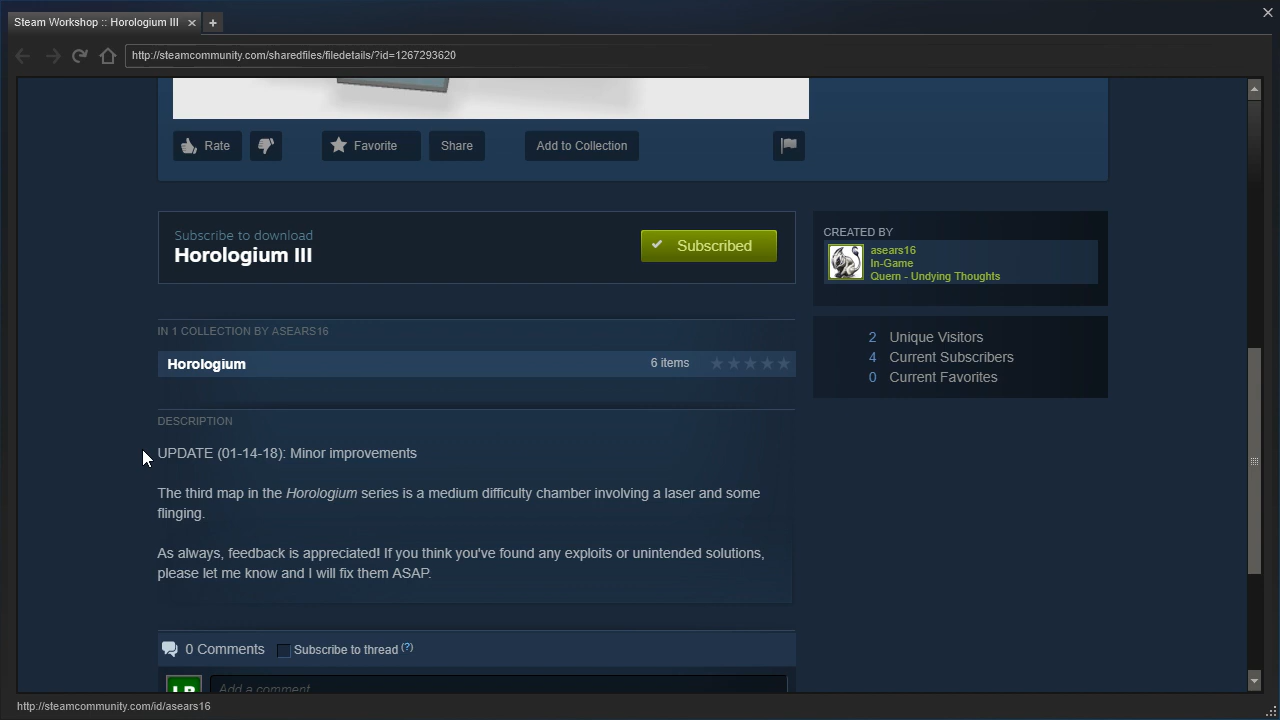 Steam Workshop :: Horologium III
http://steamcommunity.com/sharedfiles/filedetails/?id=1267293620
Rate
Favorite
Share
Add to Collection
Subscribe to download
Horologium III
Subscribed
CREATED BY
asears16
In-Game
Quern - Undying Thoughts
IN 1 COLLECTION BY ASEARS16
Horologium
6 items
2 Unique Visitors
4 Current Subscribers
0 Current Favorites
DESCRIPTION
UPDATE (01-14-18): Minor improvements
The third map in the Horologium series is a medium difficulty chamber involving a laser and some
flinging.
As always, feedback is appreciated! If you think you've found any exploits or unintended solutions,
please let me know and I will fix them ASAP.
0 Comments
Subscribe to thread (?)
Add a comment
http://steamcommunity.com/id/asears16